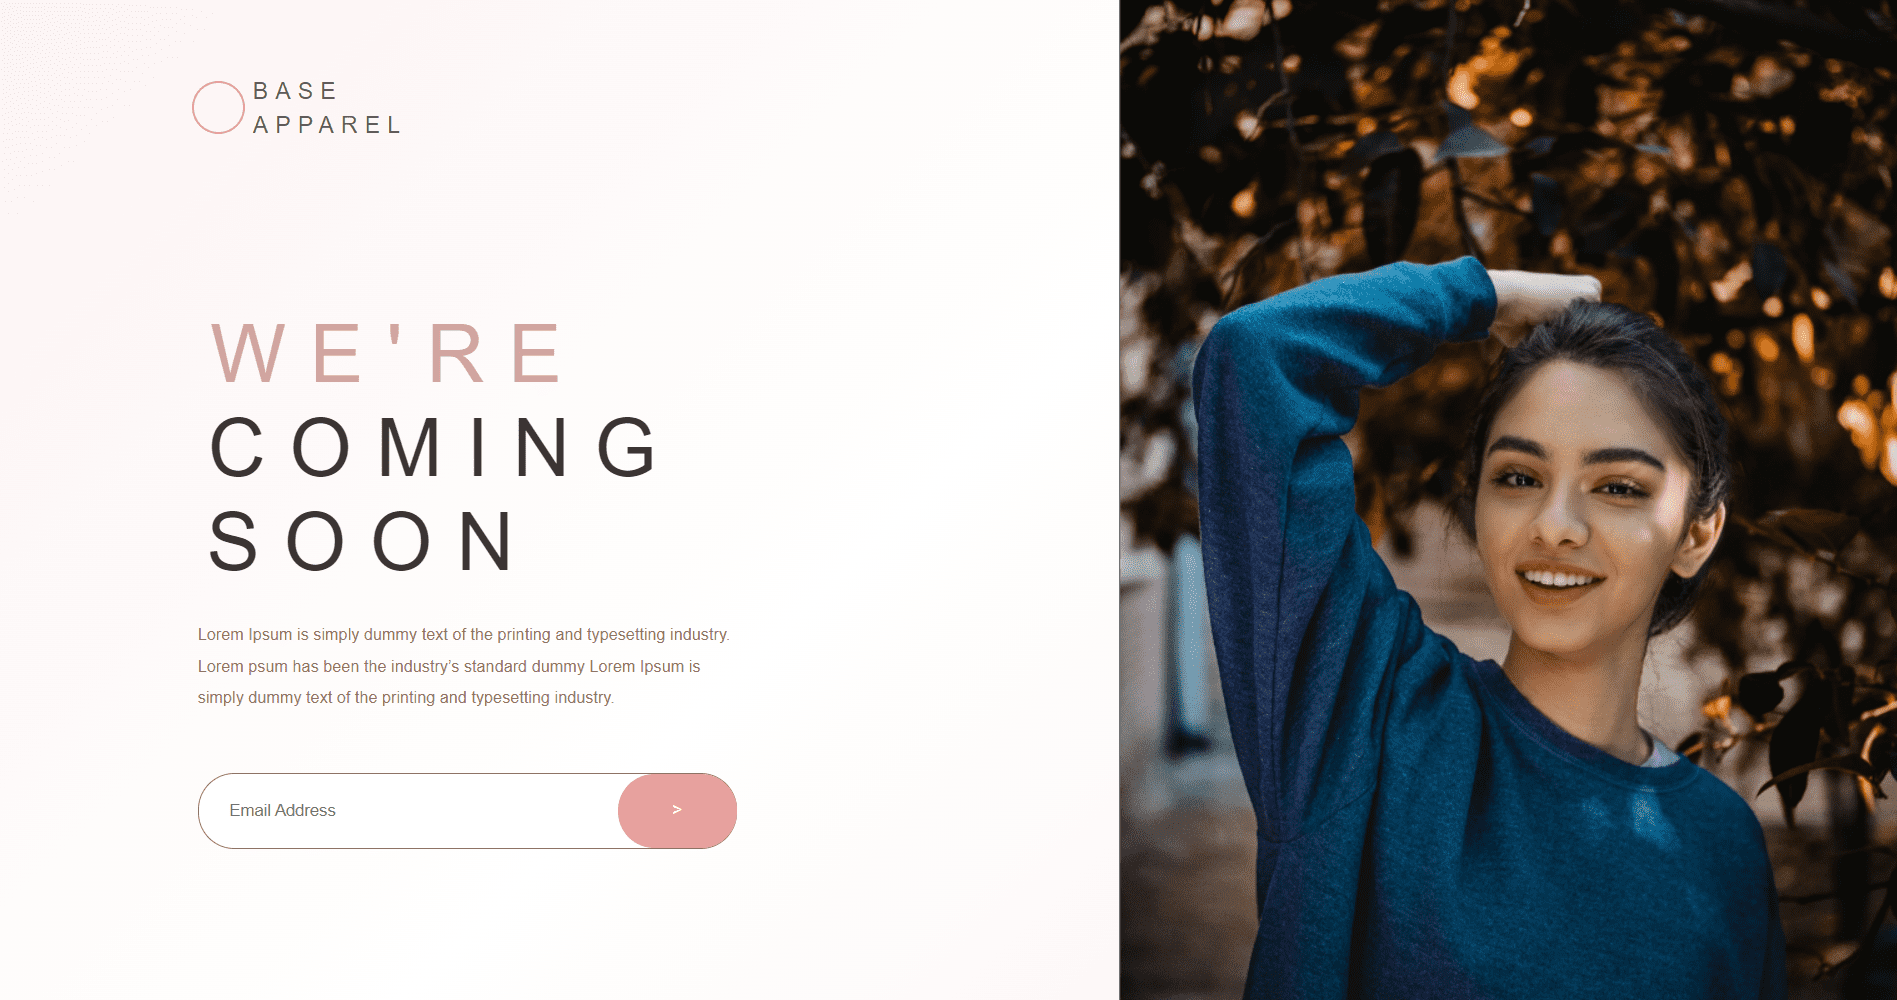 BASE
APPAREL
WE'RE
COMING
SOON
Lorem Ipsum is simply dummy text of the printing and typesetting industry.
Lorem psum has been the industry’s standard dummy Lorem Ipsum is
simply dummy text of the printing and typesetting industry.
Email Address
>